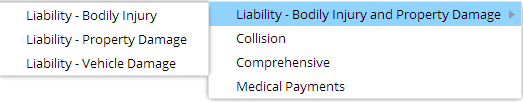 Liability - Bodily Injury
Liability - Property Damage
Liability - Vehicle Damage
Liability - Bodily Injury and Property Damage
Collision
Comprehensive
Medical Payments